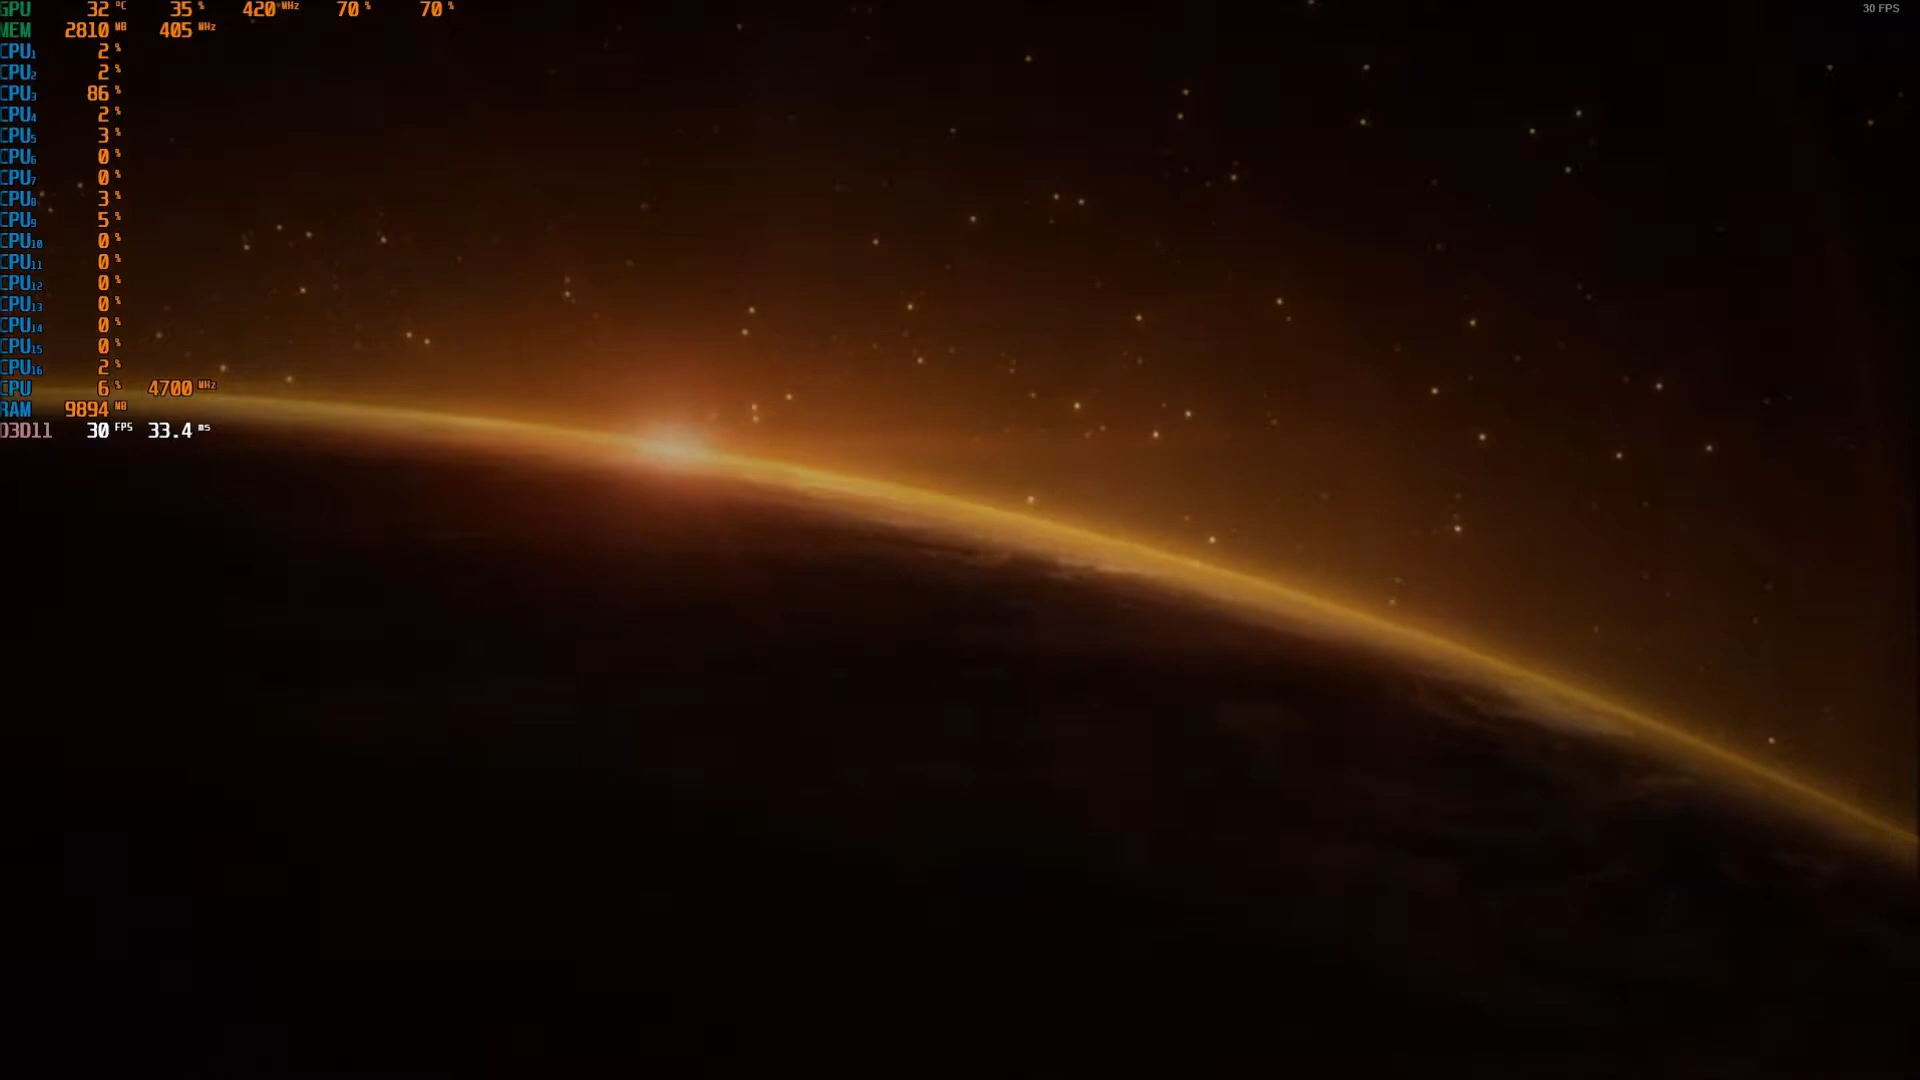 GPU 32 °C 35 % 420 MHz 70 % 70 % 30 FPS
MEM 2810 MB 405 MHz
CPU1 2 %
CPU2 2 %
CPU3 86 %
CPU4 2 %
CPU5 3 %
CPU6 0 %
CPU7 0 %
CPU8 3 %
CPU9 5 %
CPU10 0 %
CPU11 0 %
CPU12 0 %
CPU13 0 %
CPU14 0 %
CPU15 0 %
CPU16 2 %
CPU 6 % 4700 MHz
RAM 9894 MB
D3D11 30 FPS 33.4 ms